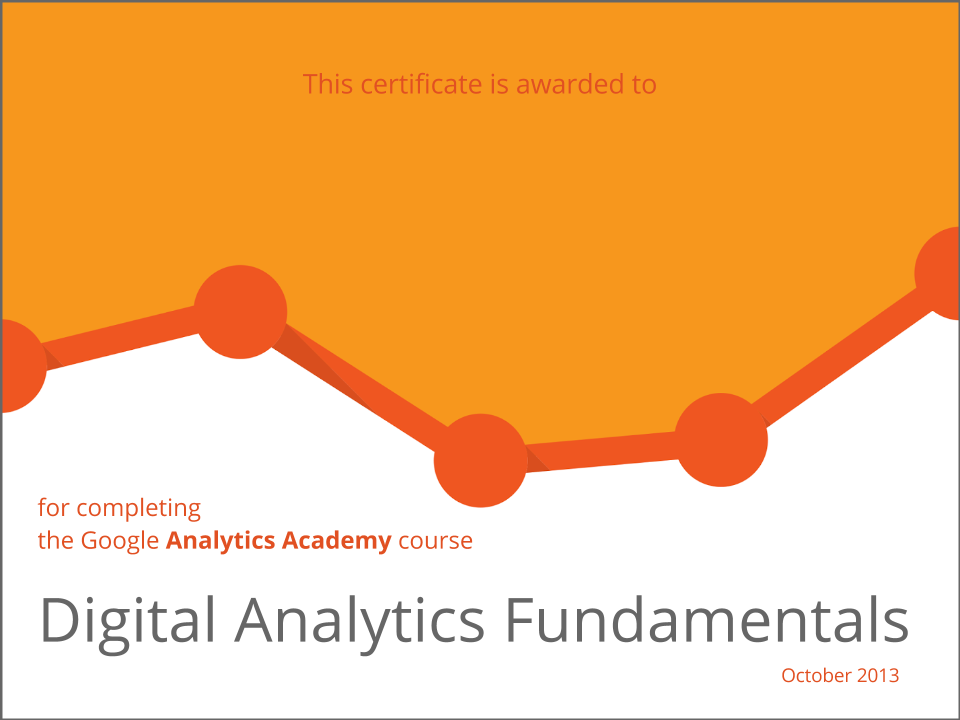 This certificate is awarded to
for completing
the Google Analytics Academy course
Digital Analytics Fundamentals
October 2013